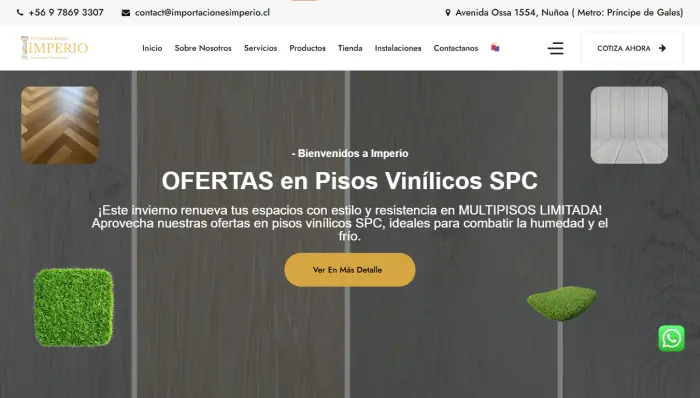 +56 9 7869 3307
contact@importacionesimperio.cl
Avenida Ossa 1554, Nuñoa ( Metro: Príncipe de Gales)
IMPERIO
Inicio
Sobre Nosotros
Servicios
Productos
Tienda
Instalaciones
Contactanos
COTIZA AHORA
- Bienvenidos a Imperio
OFERTAS en Pisos Vinílicos SPC
¡Este invierno renueva tus espacios con estilo y resistencia en MULTIPISOS LIMITADA!
Aprovecha nuestras ofertas en pisos vinílicos SPC, ideales para combatir la humedad y el
frío.
Ver En Más Detalle